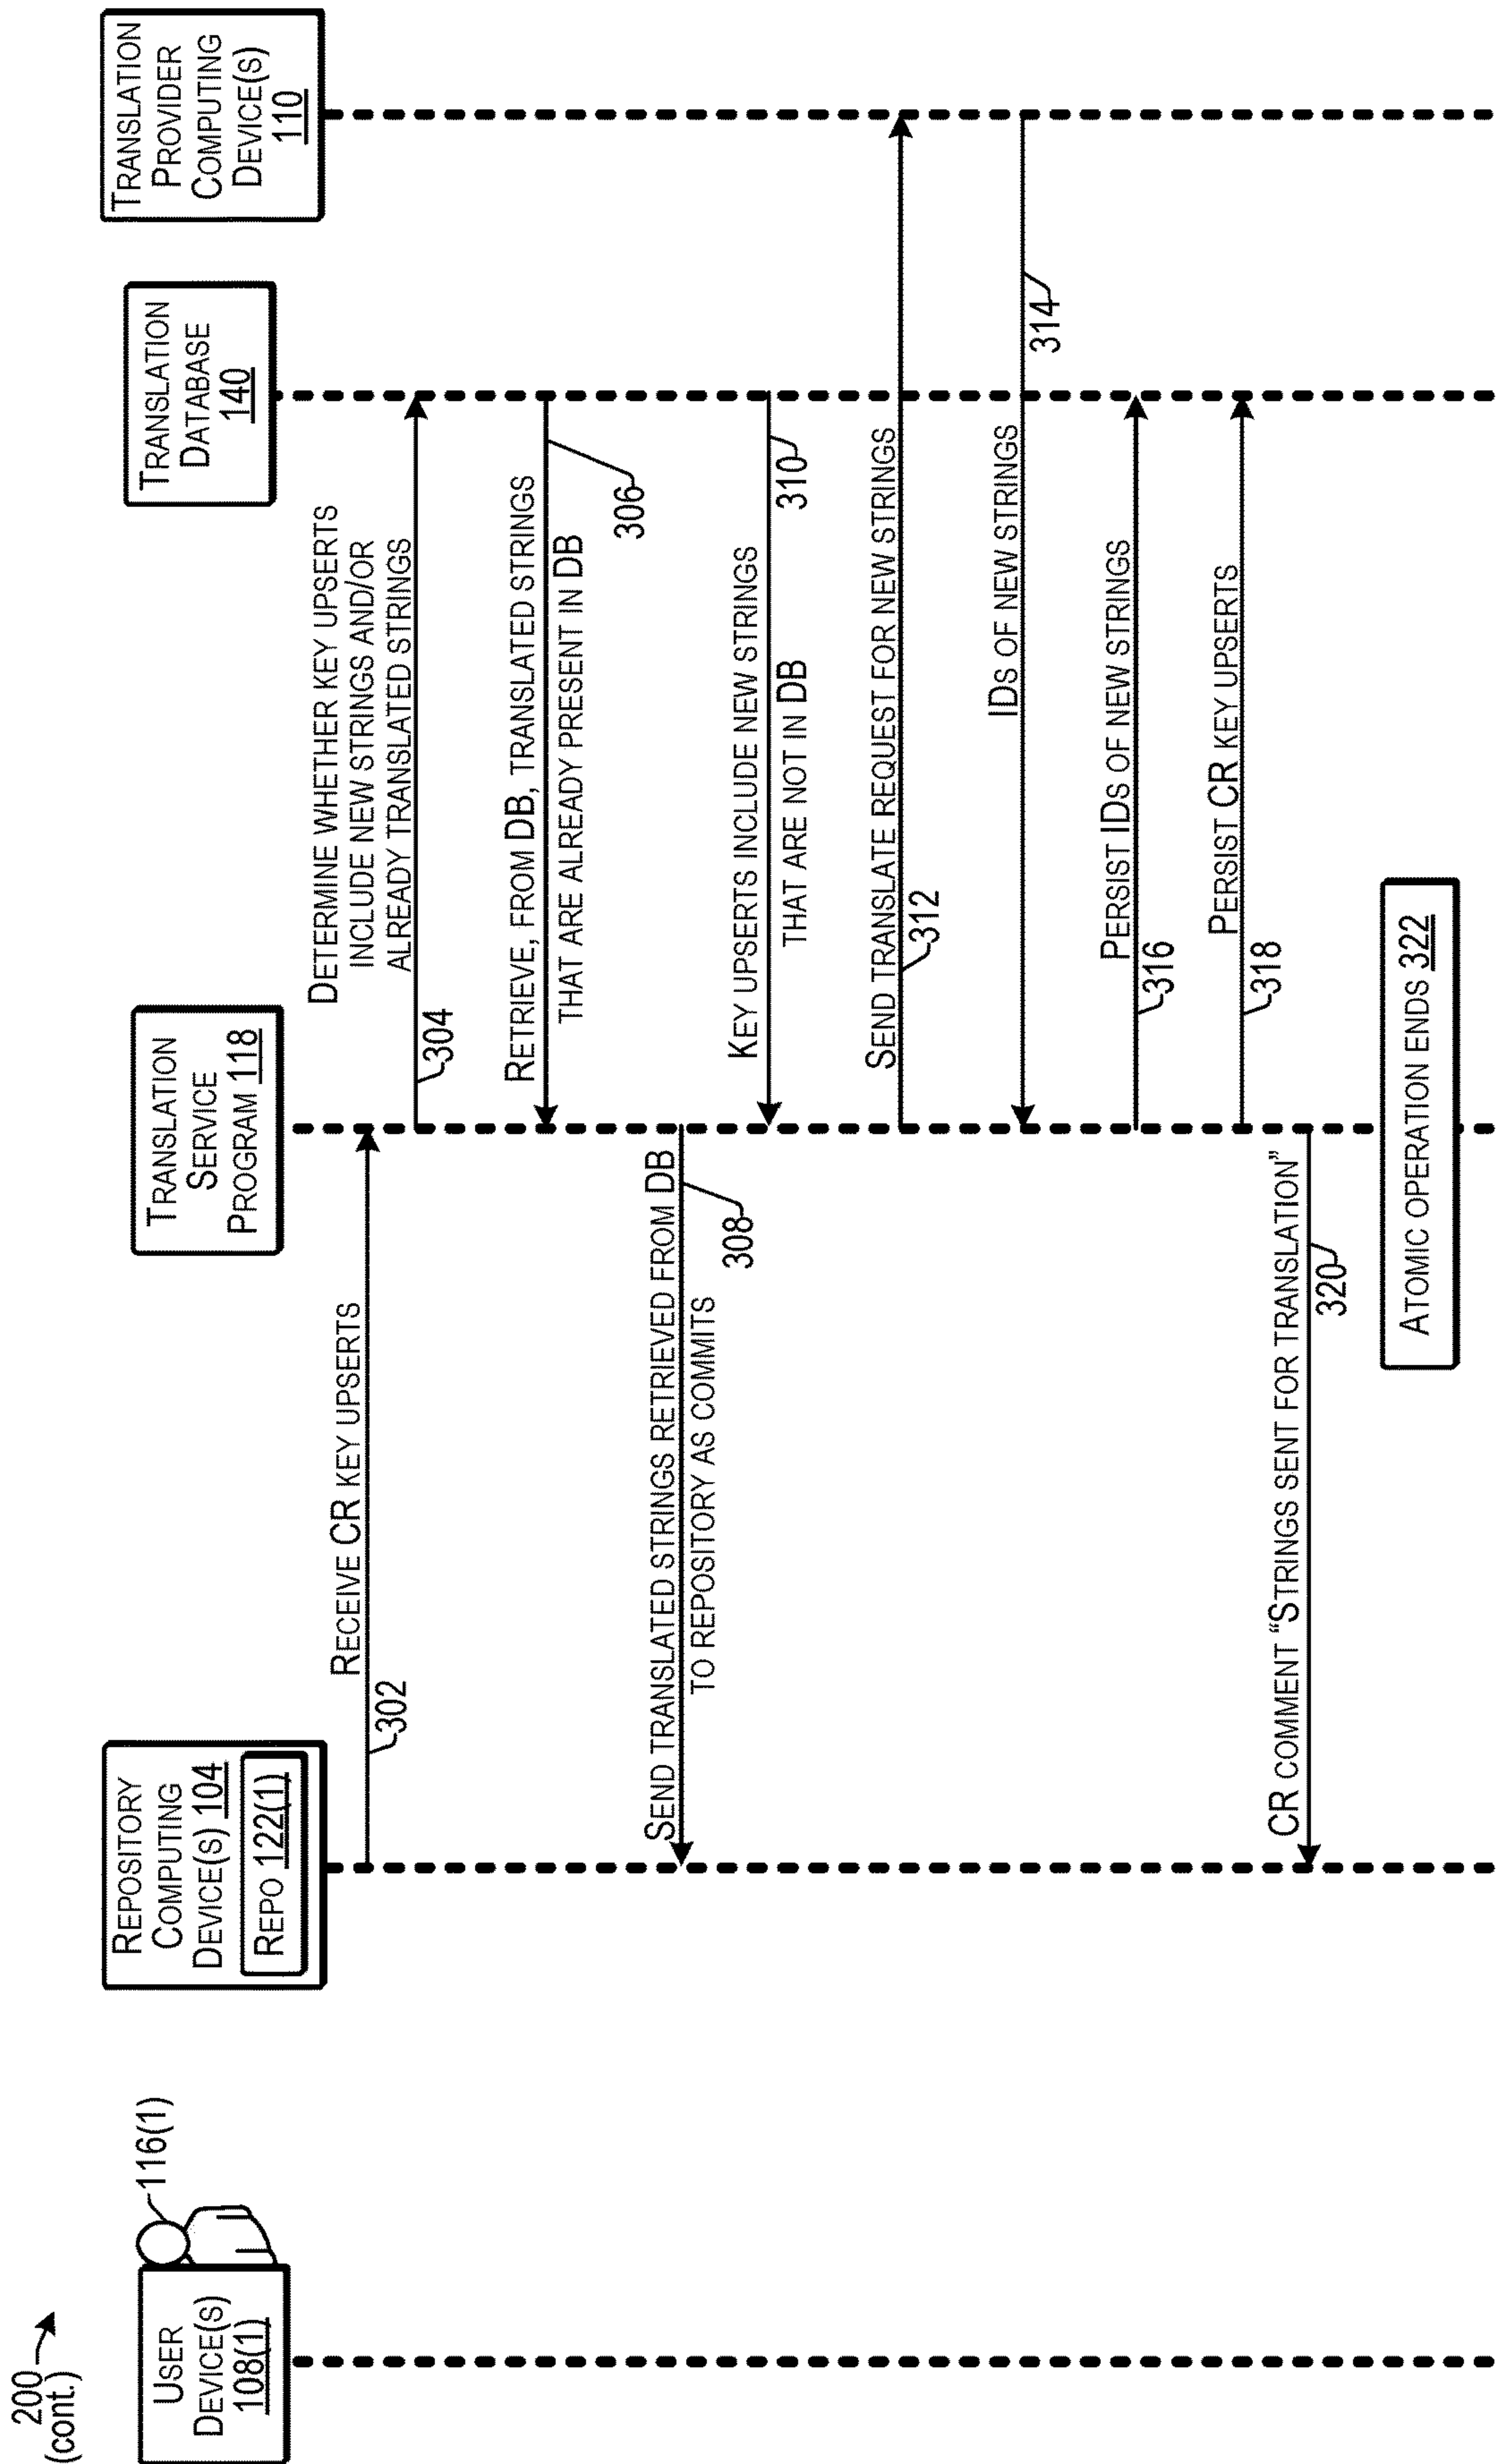 200
(cont.)
USER
DEVICE(S)
108(1)
116(1)
REPOSITORY
COMPUTING
DEVICE(S) 104
REPO 122(1)
TRANSLATION
SERVICE
PROGRAM 118
TRANSLATION
DATABASE
140
TRANSLATION
PROVIDER
COMPUTING
DEVICE(S)
110
RECEIVE CR KEY UPSERTS
302
DETERMINE WHETHER KEY UPSERTS
INCLUDE NEW STRINGS AND/OR
ALREADY TRANSLATED STRINGS
304
RETRIEVE, FROM DB, TRANSLATED STRINGS
THAT ARE ALREADY PRESENT IN DB
306
SEND TRANSLATED STRINGS RETRIEVED FROM DB
TO REPOSITORY AS COMMITS
308
KEY UPSERTS INCLUDE NEW STRINGS
THAT ARE NOT IN DB
310
SEND TRANSLATE REQUEST FOR NEW STRINGS
312
IDS OF NEW STRINGS
314
PERSIST IDS OF NEW STRINGS
316
PERSIST CR KEY UPSERTS
318
CR COMMENT “STRINGS SENT FOR TRANSLATION”
320
ATOMIC OPERATION ENDS 322